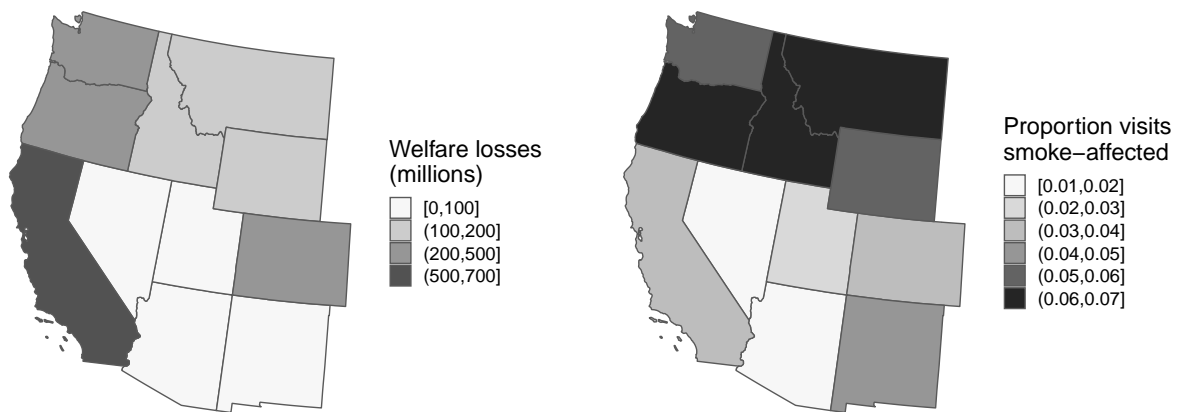 Welfare losses
(millions)
[0,100]
(100,200]
(200,500]
(500,700]
Proportion visits
smoke−affected
[0.01,0.02]
(0.02,0.03]
(0.03,0.04]
(0.04,0.05]
(0.05,0.06]
(0.06,0.07]